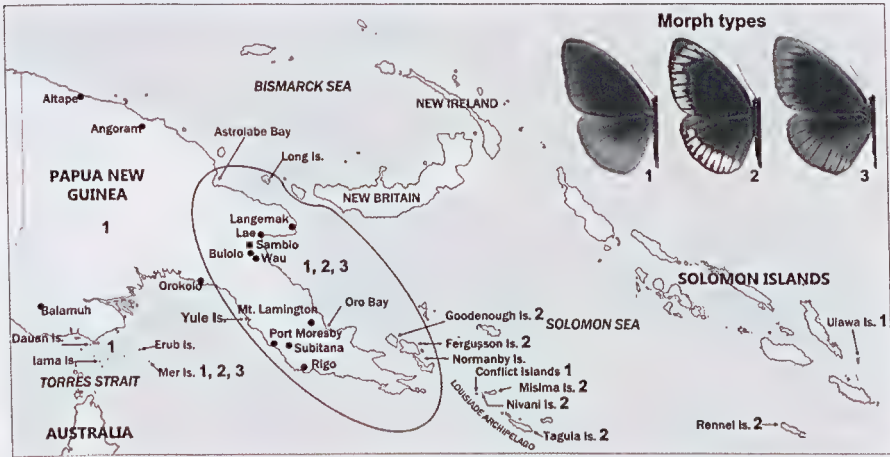 Morph types
1
2
3
BISMARCK SEA
NEW IRELAND
Aitape
Angoram
Astrolabe Bay
Long Is.
PAPUA NEW
GUINEA
1
NEW BRITAIN
Langemak
Lae
Sambio
Bulolo
Wau
1, 2, 3
Orokolo
Balamuh
Mt. Lamington
Oro Bay
Yule Is.
Port Moresby
Subitana
Rigo
Dauan Is.
1
Iama Is.
Erub Is.
Mer Is. 1, 2, 3
TORRES STRAIT
AUSTRALIA
SOLOMON ISLANDS
SOLOMON SEA
Goodenough Is. 2
Fergusson Is. 2
Normanby Is.
Conflict Islands 1
Misima Is. 2
Nivani Is. 2
LOUISIADE ARCHIPELAGO
Tagula Is. 2
Ulawa Is. 1
Rennel Is. 2